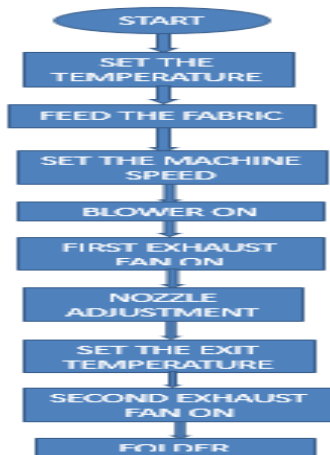 START
SET THE
TEMPERATURE
FEED THE FABRIC
SET THE MACHINE
SPEED
BLOWER ON
FIRST EXHAUST
FAN ON
NOZZLE
ADJUSTMENT
SET THE EXIT
TEMPERATURE
SECOND EXHAUST
FAN ON
FOLDER